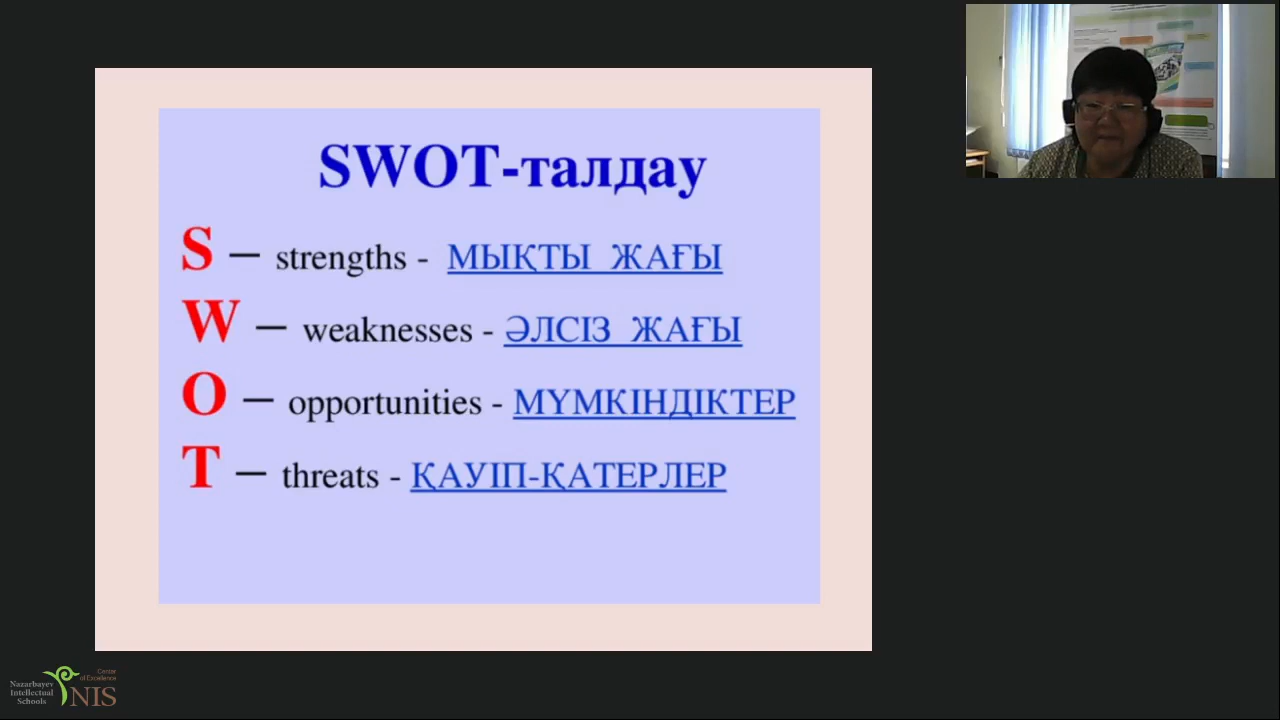 SWOT-талдау
S – strengths - МЫҚТЫ ЖАҒЫ
W – weaknesses - ӘЛСІЗ ЖАҒЫ
O – opportunities - МҮМКІНДІКТЕР
T – threats - ҚАУІП-ҚАТЕРЛЕР
Nazarbayev
Intellectual
Schools
Center
of Excellence
NIS